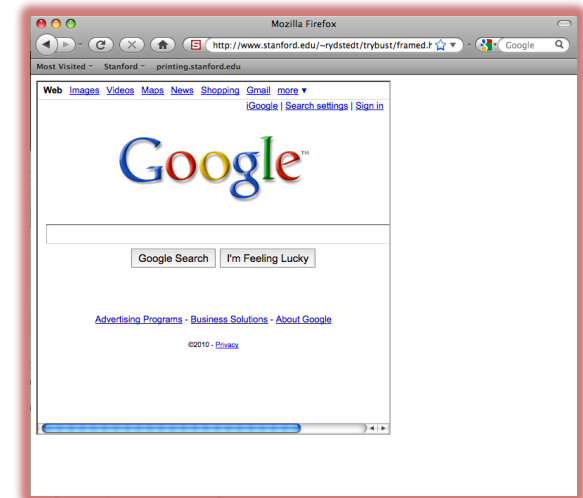 Mozilla Firefox
http://www.stanford.edu/~rydstedt/trybust/framed.h
Google
Most Visited Stanford printing.stanford.edu
Web Images Videos Maps News Shopping Gmail more ▼
iGoogle | Search settings | Sign in
Google™
Google Search I'm Feeling Lucky
Advertising Programs - Business Solutions - About Google
©2010 - Privacy